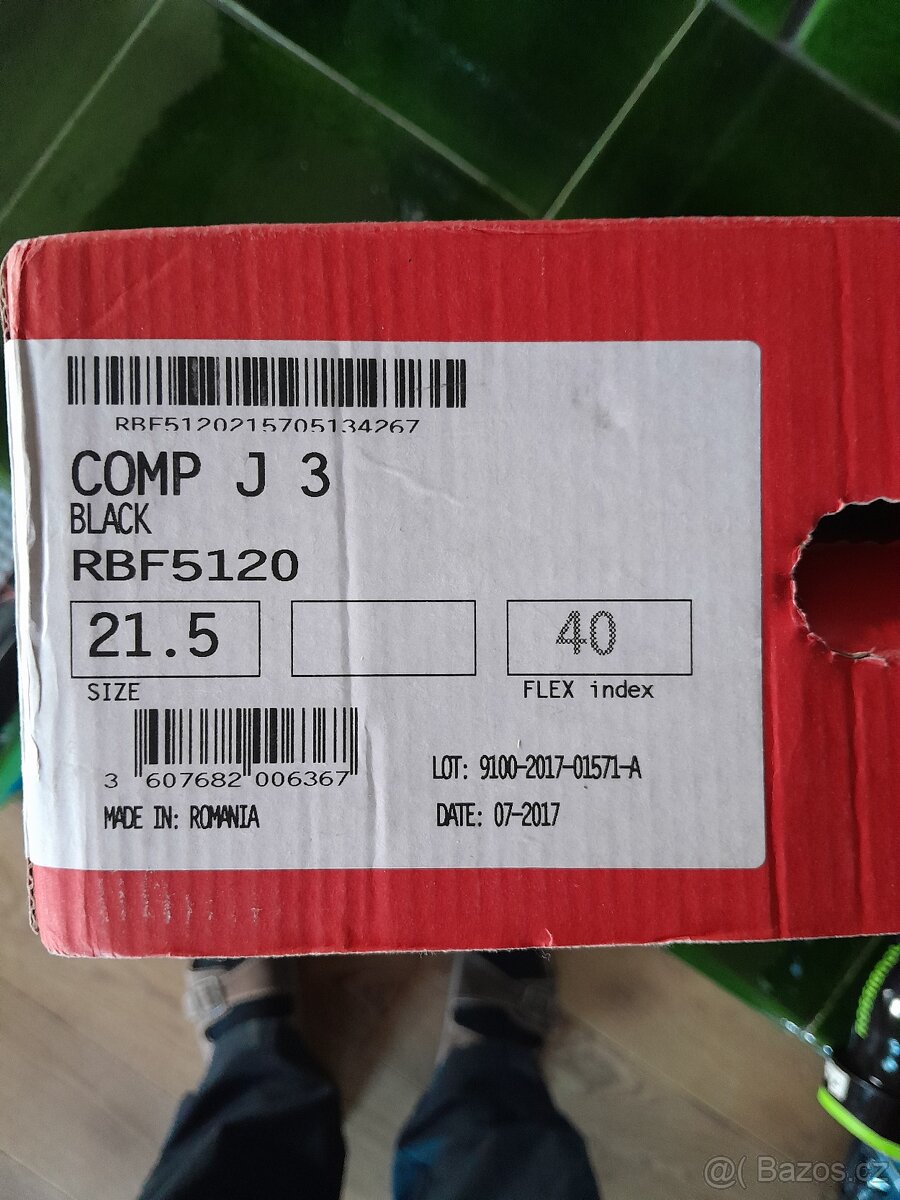 RBF5120215705134267
COMP J 3
BLACK
RBF5120
21.5
40
SIZE
FLEX index
3 607682 006367
LOT: 9100-2017-01571-A
MADE IN: ROMANIA
DATE: 07-2017
@( Bazos.cz